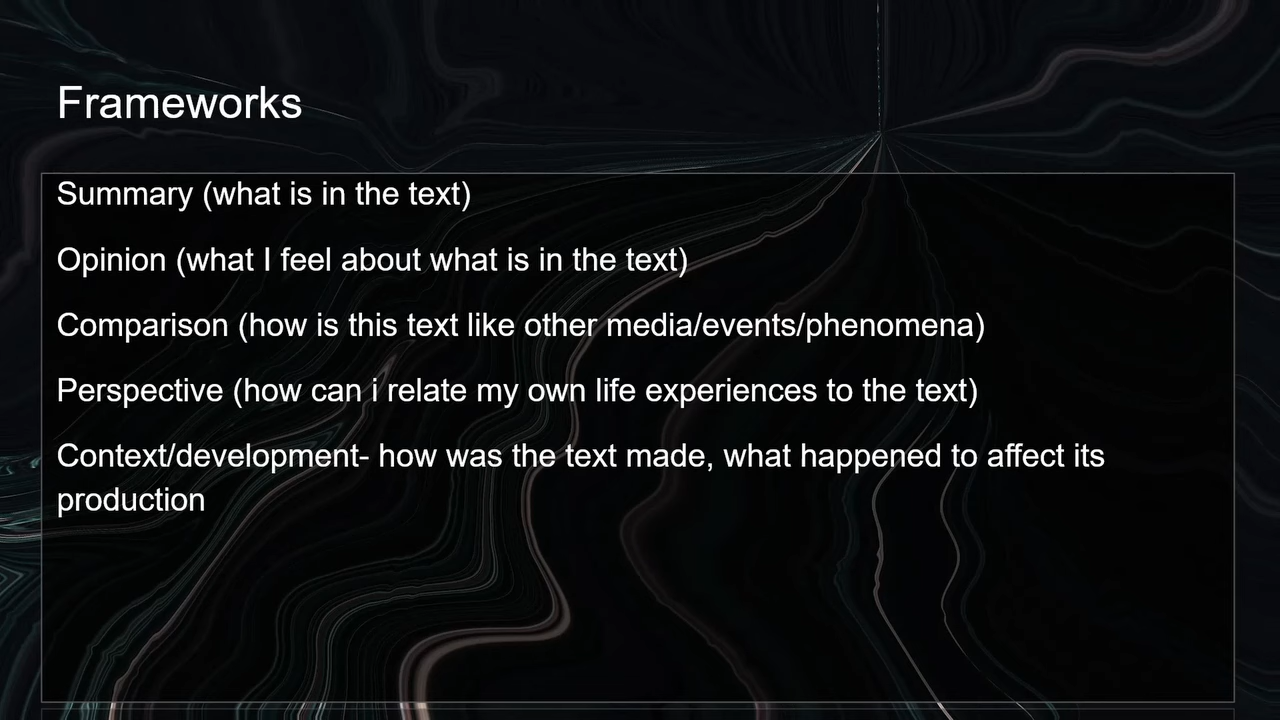 Frameworks
Summary (what is in the text)
Opinion (what I feel about what is in the text)
Comparison (how is this text like other media/events/phenomena)
Perspective (how can i relate my own life experiences to the text)
Context/development- how was the text made, what happened to affect its
production